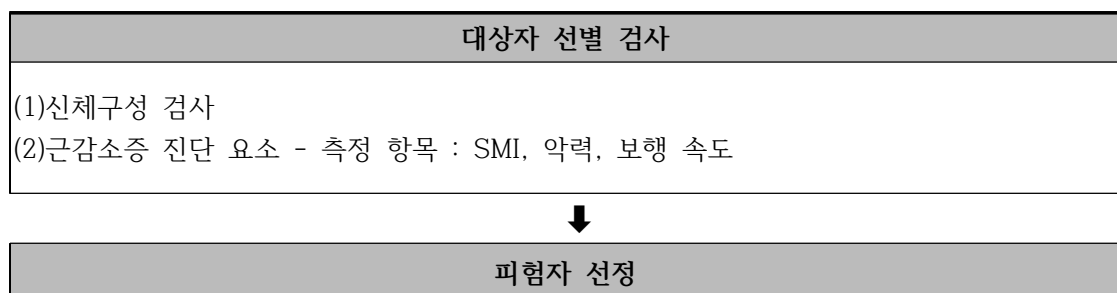 대상자 선별 검사
(1)신체구성 검사
(2)근감소증 진단 요소 - 측정 항목 : SMI, 악력, 보행 속도
피험자 선정